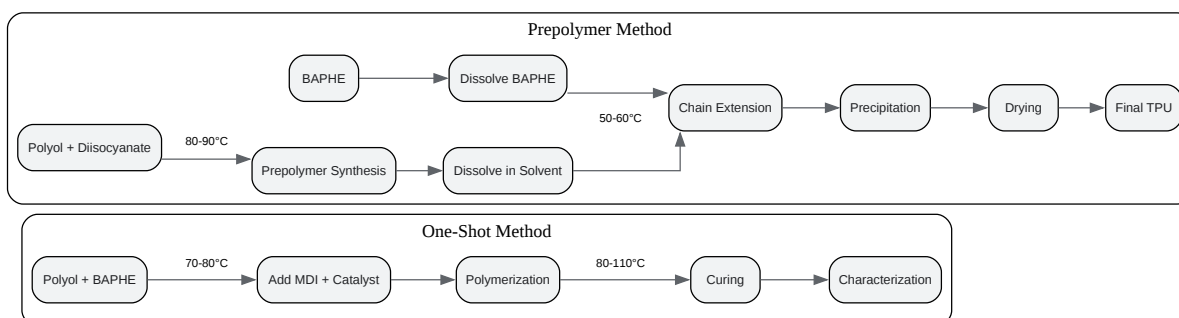 Prepolymer Method
BAPHE
Dissolve BAPHE
50-60°C
Chain Extension
Precipitation
Drying
Final TPU
Polyol + Diisocyanate
80-90°C
Prepolymer Synthesis
Dissolve in Solvent
One-Shot Method
Polyol + BAPHE
70-80°C
Add MDI + Catalyst
Polymerization
80-110°C
Curing
Characterization